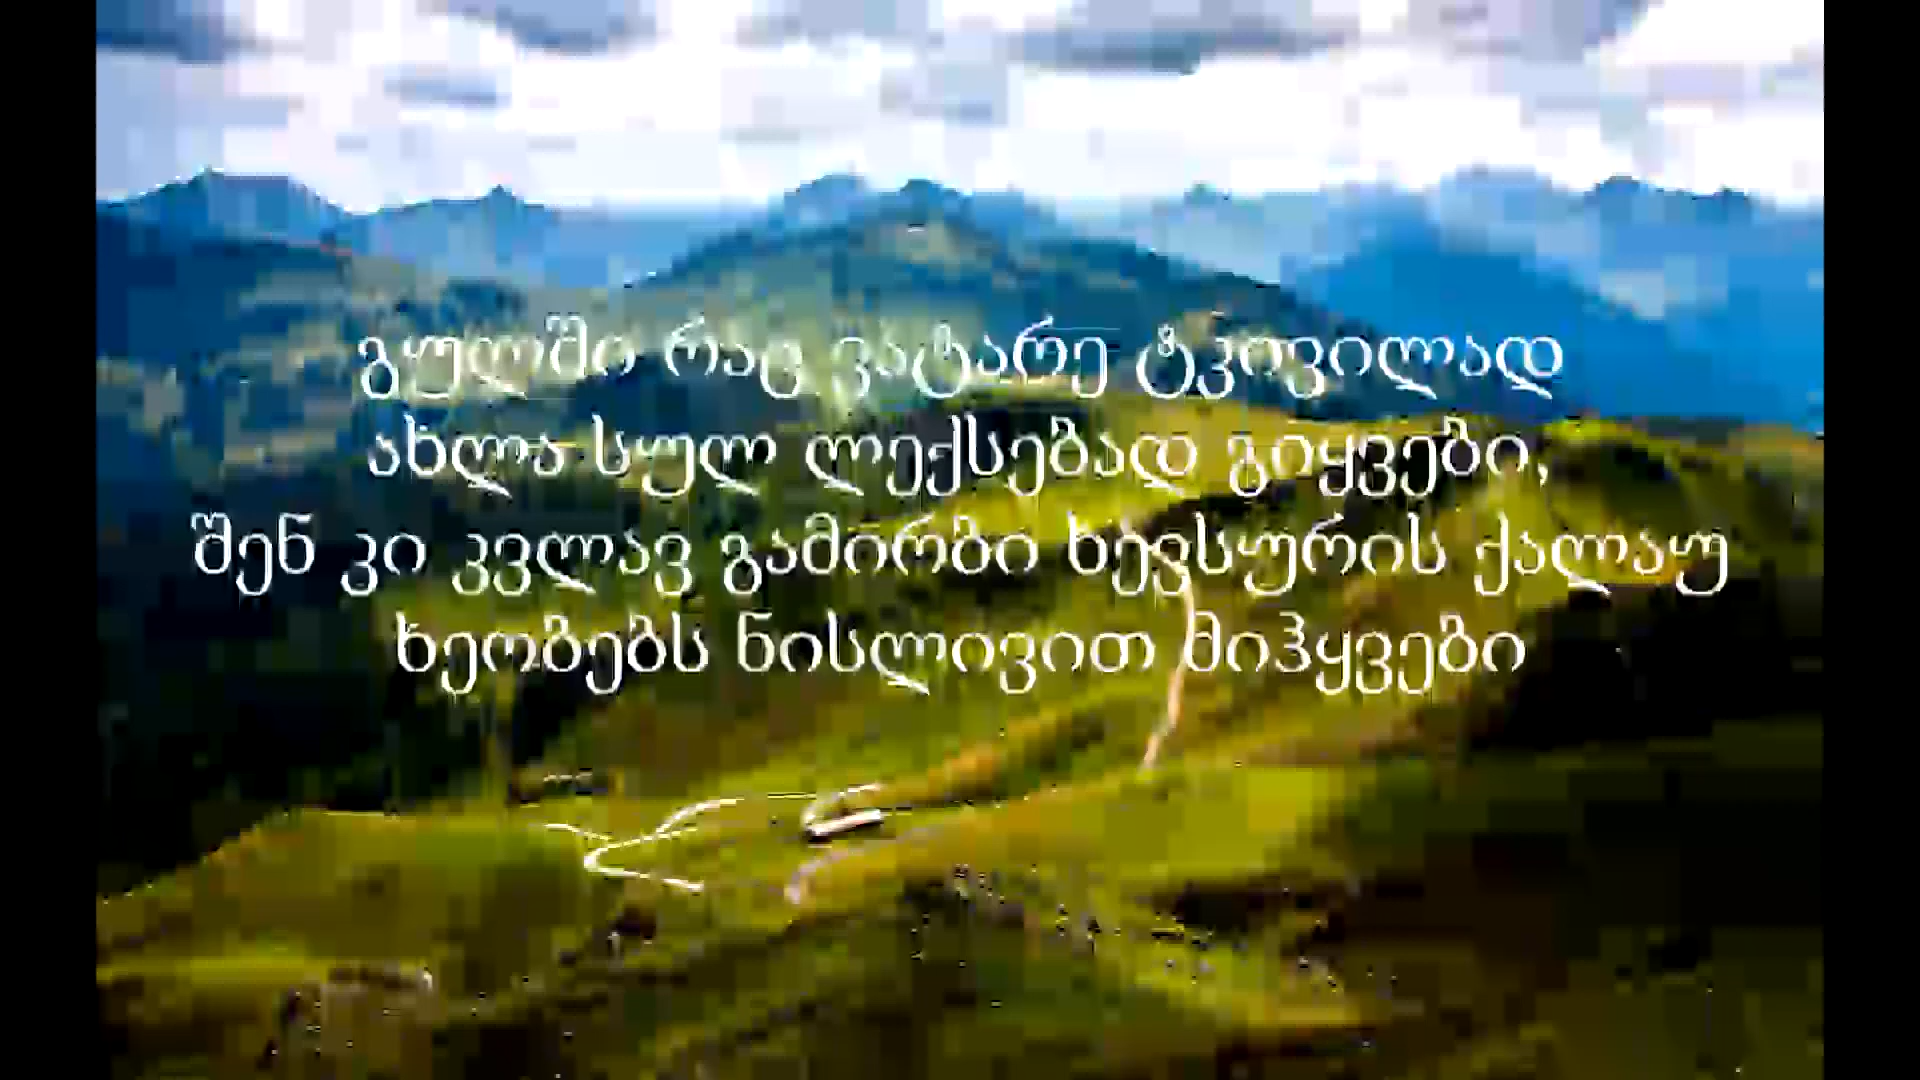 გულში რაც ვატარე ტკივილად
ახლა სულ ლექსებად გიყვები,
შენ კი კვლავ გამირბი ხევსურის ქალაუ
ხეობებს ნისლივით მიჰყვები